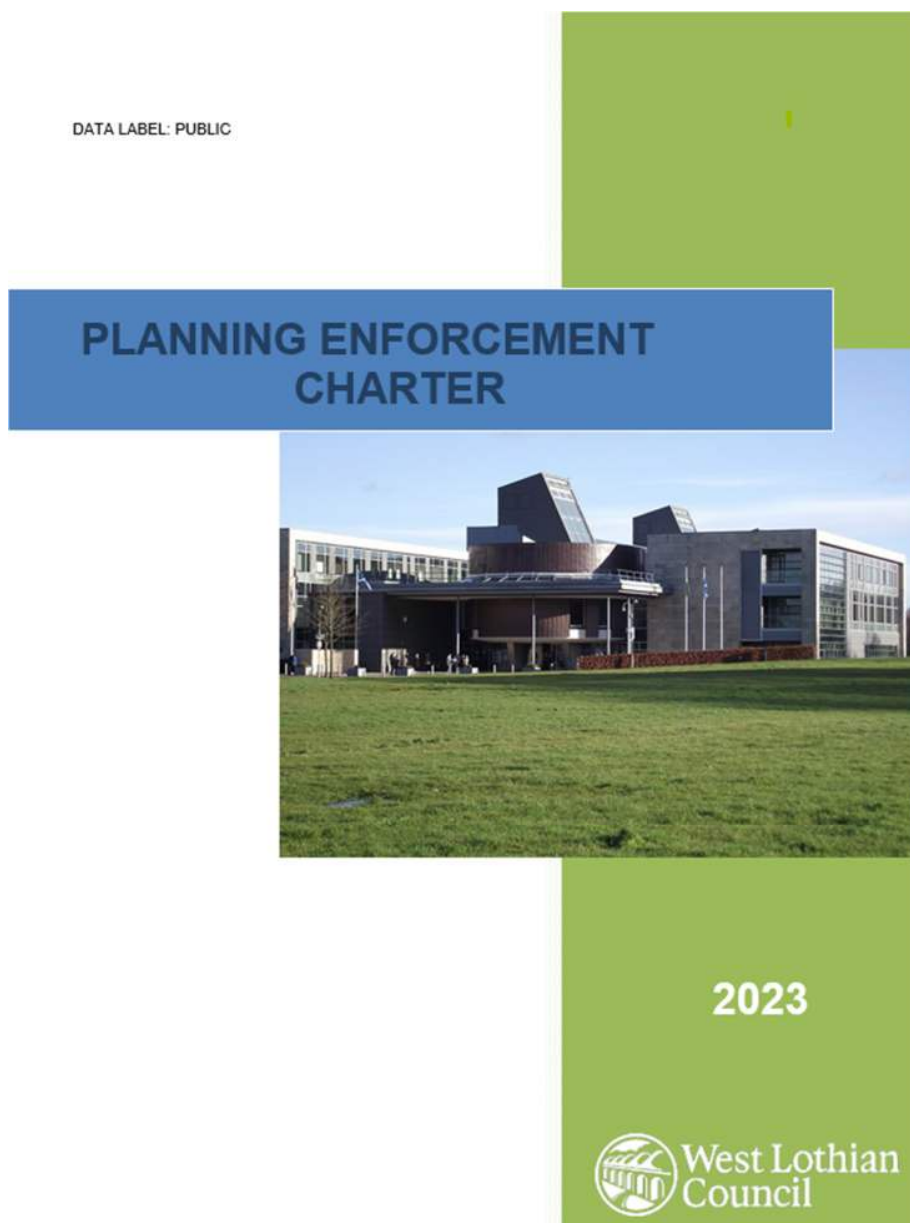 DATA LABEL: PUBLIC
PLANNING ENFORCEMENT
CHARTER
2023
West Lothian
Council